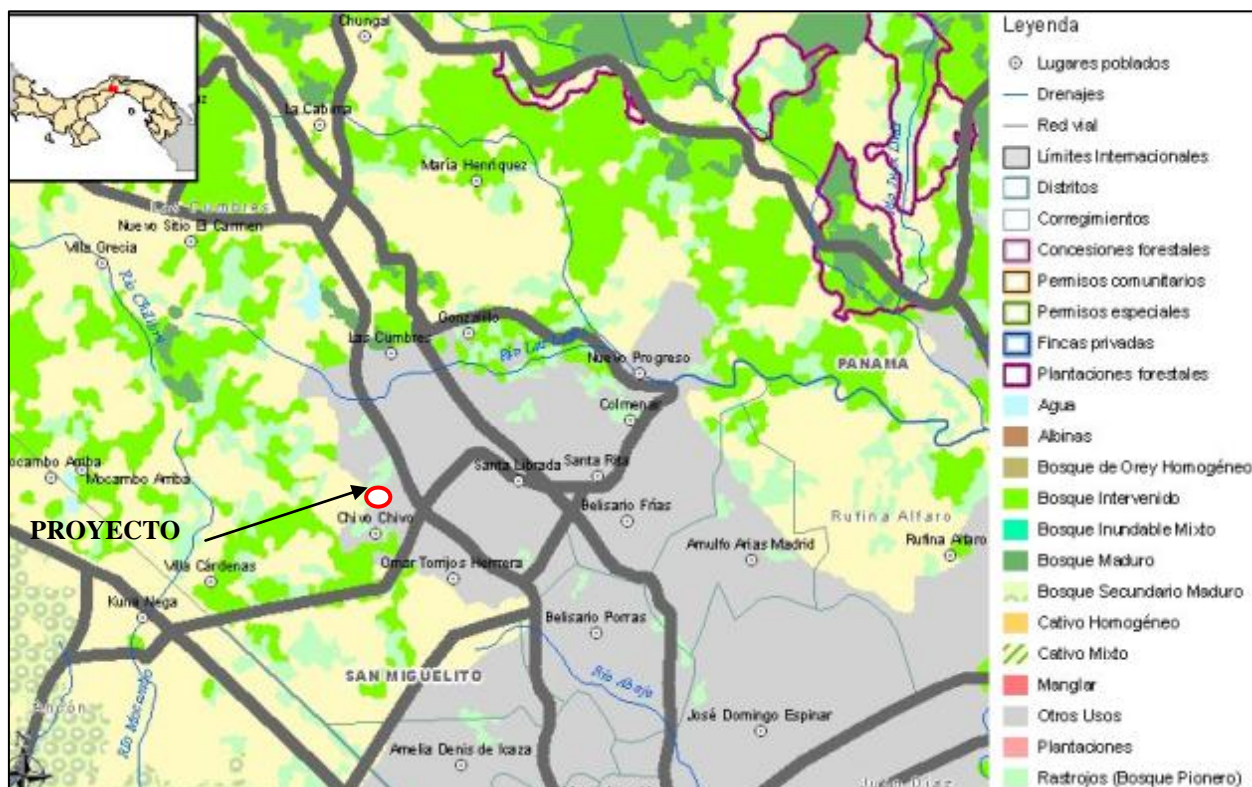 Chungal
La Cabima
María Henríquez
Las Cumbres
Nuevo Sitio El Carmen
Villa Grecia
Gonzalillo
Las Cumbres
Nuevo Progreso
PANAMA
Colmenar
Santa Librada
Santa Rita
Mocambo Arriba
PROYECTO
Belisario Frías
Rufina Alfaro
Chivo Chivo
Arnulfo Arias Madrid
Rufina Alfaro
Villa Cárdenas
Omar Torrijos Herrera
Kuna Nega
Belisario Porras
SAN MIGUELITO
Río Abajo
Ancón
Río Mocambo
José Domingo Espinar
Amelia Denis de Icaza
Leyenda
Lugares poblados
Drenajes
Red vial
Límites Internacionales
Distritos
Corregimientos
Concesiones forestales
Permisos comunitarios
Permisos especiales
Fincas privadas
Plantaciones forestales
Agua
Albinas
Bosque de Orey Homogéneo
Bosque Intervenido
Bosque Inundable Mixto
Bosque Maduro
Bosque Secundario Maduro
Cativo Homogéneo
Cativo Mixto
Manglar
Otros Usos
Plantaciones
Rastrojos (Bosque Pionero)